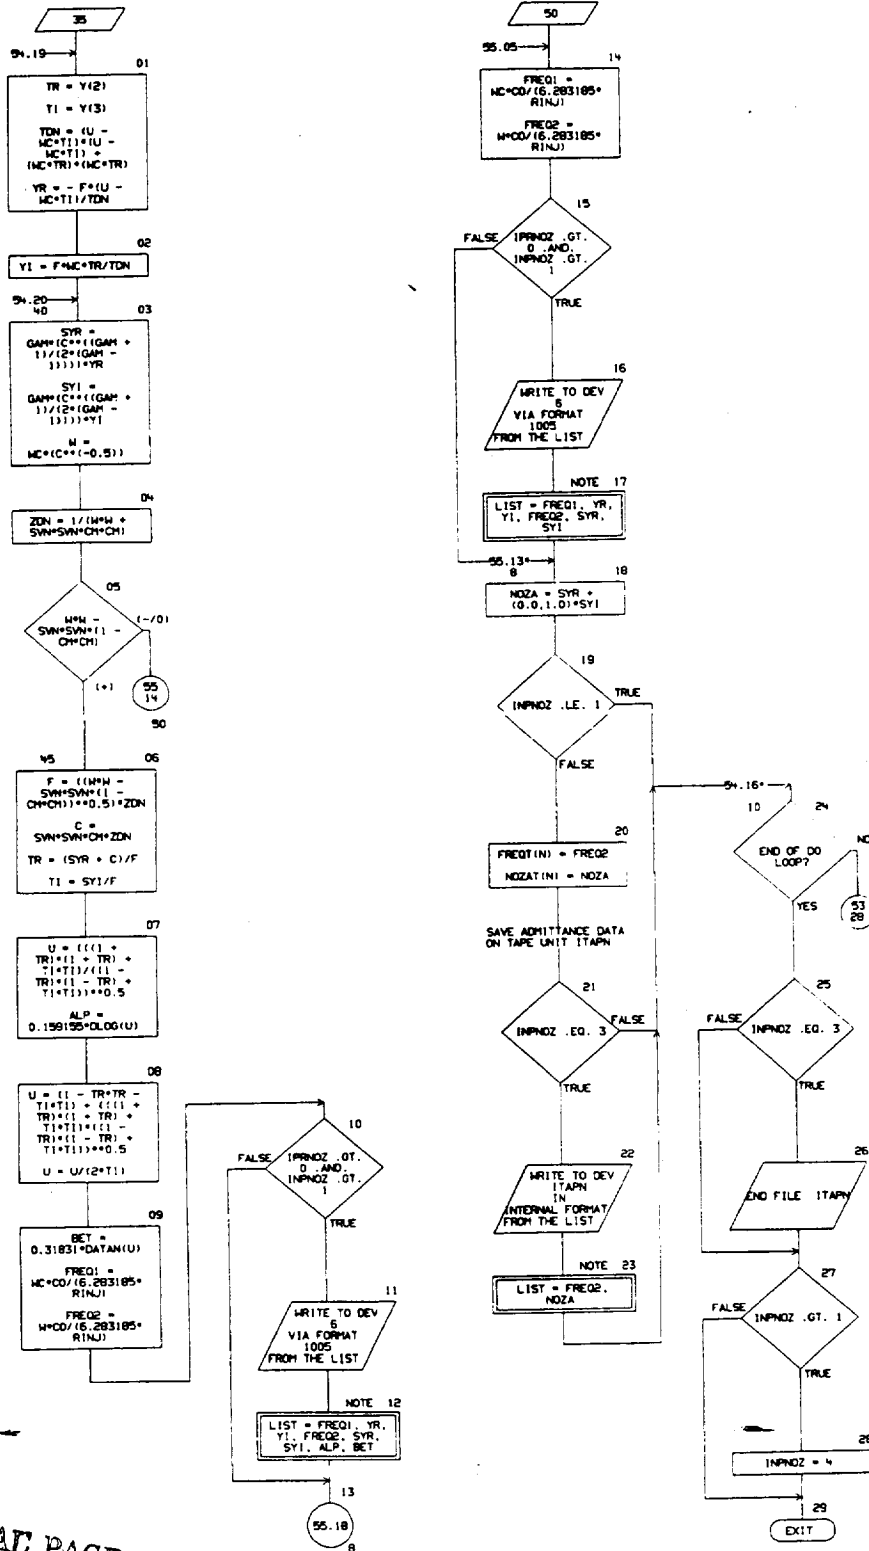 35
54.19
01
TR = Y(2)
TI = Y(3)
TDN = (U -
WC*TI)*(U -
WC*TI) +
(WC*TR)*(WC*TR)
YR = - F*(U -
WC*TI)/TDN
02
YI = F*WC*TR/TDN
54.20
40
03
SYR =
GAM*(C**((GAM +
1)/(2*(GAM -
1))))*YR
SYI =
GAM*(C**((GAM +
1)/(2*(GAM -
1))))*YI
W =
WC*(C**(-0.5))
04
ZDN = 1/(W*W +
SVN*SVN*CM*CM)
05
W*W -
SVN*SVN*(1 -
CM*CM)
(-/0)
(+)
55
14
50
45
06
F = ((W*W -
SVN*SVN*(1 -
CM*CM))**0.5)*ZDN
C =
SVN*SVN*CM*ZDN
TR = (SYR + C)/F
TI = SYI/F
07
U = (((1 +
TR)*(1 + TR) +
TI*TI)/((1 -
TR)*(1 - TR) +
TI*TI))**0.5
ALP =
0.159155*DLOG(U)
08
U = (1 - TR*TR -
TI*TI) + (((1 +
TR)*(1 + TR) +
TI*TI)*((1 -
TR)*(1 - TR) +
TI*TI))**0.5
U = U/(2*TI)
09
BET =
0.31831*DATAN(U)
FREQ1 =
WC*CO/(6.283185*
RINJ)
FREQ2 =
W*CO/(6.283185*
RINJ)
10
FALSE
IPRNOZ .GT.
0 .AND.
INPNOZ .GT.
1
TRUE
11
WRITE TO DEV
6
VIA FORMAT
1005
FROM THE LIST
NOTE 12
LIST = FREQ1, YR,
YI, FREQ2, SYR,
SYI, ALP, BET
13
55.18
8
50
55.05
14
FREQ1 =
WC*CO/(6.283185*
RINJ)
FREQ2 =
W*CO/(6.283185*
RINJ)
15
FALSE
IPRNOZ .GT.
0 .AND.
INPNOZ .GT.
1
TRUE
16
WRITE TO DEV
6
VIA FORMAT
1005
FROM THE LIST
NOTE 17
LIST = FREQ1, YR,
YI, FREQ2, SYR,
SYI
55.13*
8
18
NOZA = SYR +
(0.0,1.0)*SYI
19
INPNOZ .LE. 1
TRUE
FALSE
20
FREQT(N) = FREQ2
NOZAT(N) = NOZA
SAVE ADMITTANCE DATA
ON TAPE UNIT ITAPN
21
INPNOZ .EQ. 3
FALSE
TRUE
22
WRITE TO DEV
ITAPN
IN
INTERNAL FORMAT
FROM THE LIST
NOTE 23
LIST = FREQ2,
NOZA
54.16*
10
24
END OF DO
LOOP?
NO
YES
53
28
25
FALSE
INPNOZ .EQ. 3
TRUE
26
END FILE ITAPN
27
FALSE
INPNOZ .GT. 1
TRUE
28
INPNOZ = 4
29
EXIT